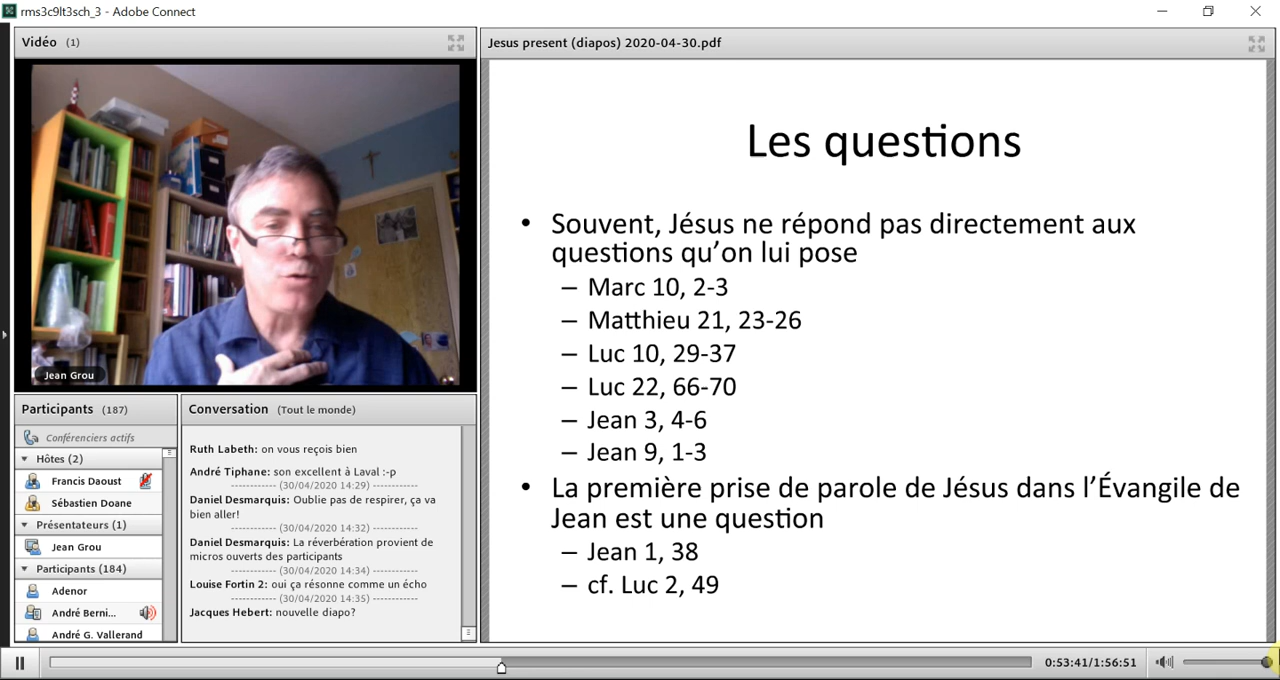 rms3c9lt3sch_3 - Adobe Connect
Vidéo (1)
Jean Grou
Participants (187)
Conférenciers actifs
Hôtes (2)
Francis Daoust
Sébastien Doane
Présentateurs (1)
Jean Grou
Participants (184)
Adenor
André Berni...
André G. Vallerand
Conversation (Tout le monde)
Ruth Labeth: on vous reçois bien
André Tiphane: son excellent à Laval :-p
----------- (30/04/2020 14:29) -----------
Daniel Desmarquis: Oublie pas de respirer, ça va
bien aller!
----------- (30/04/2020 14:32) -----------
Daniel Desmarquis: La réverbération provient de
micros ouverts des participants
----------- (30/04/2020 14:34) -----------
Louise Fortin 2: oui ça résonne comme un écho
----------- (30/04/2020 14:35) -----------
Jacques Hebert: nouvelle diapo?
Jesus present (diapos) 2020-04-30.pdf
Les questions
• Souvent, Jésus ne répond pas directement aux
questions qu’on lui pose
– Marc 10, 2-3
– Matthieu 21, 23-26
– Luc 10, 29-37
– Luc 22, 66-70
– Jean 3, 4-6
– Jean 9, 1-3
• La première prise de parole de Jésus dans l’Évangile de
Jean est une question
– Jean 1, 38
– cf. Luc 2, 49
0:53:41/1:56:51